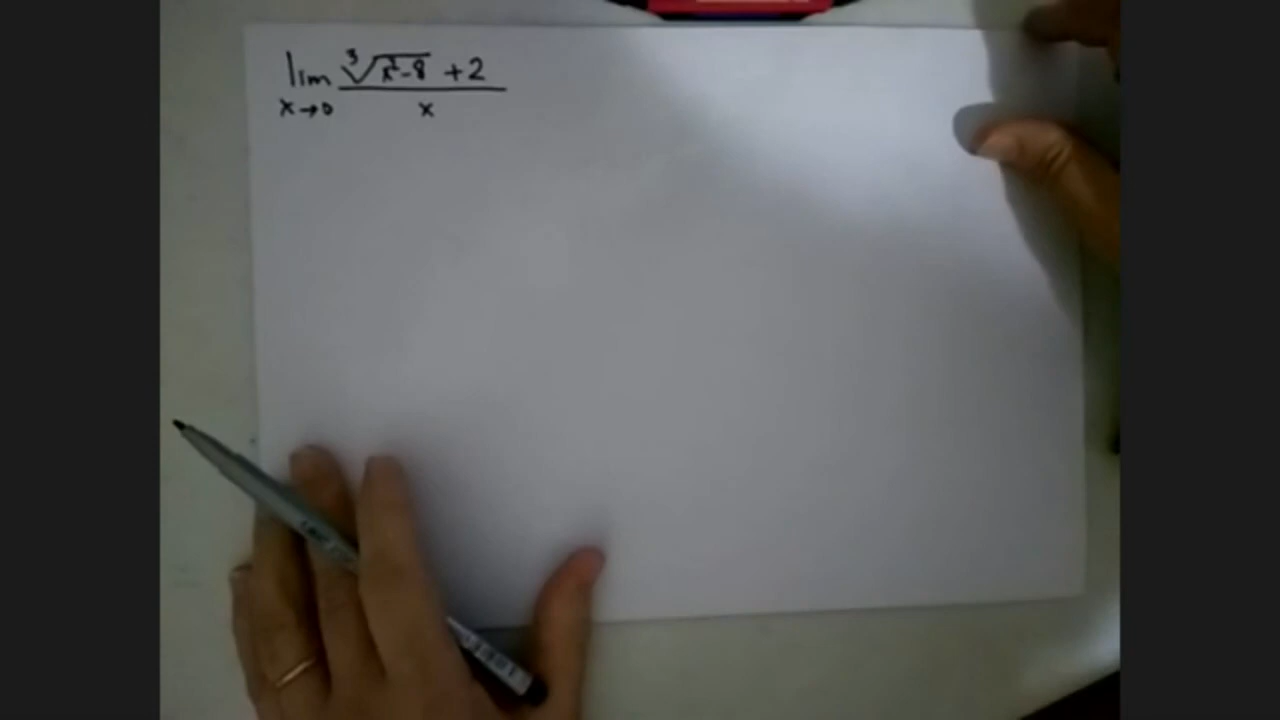 lim ∛(x²-8) + 2
x→0 x